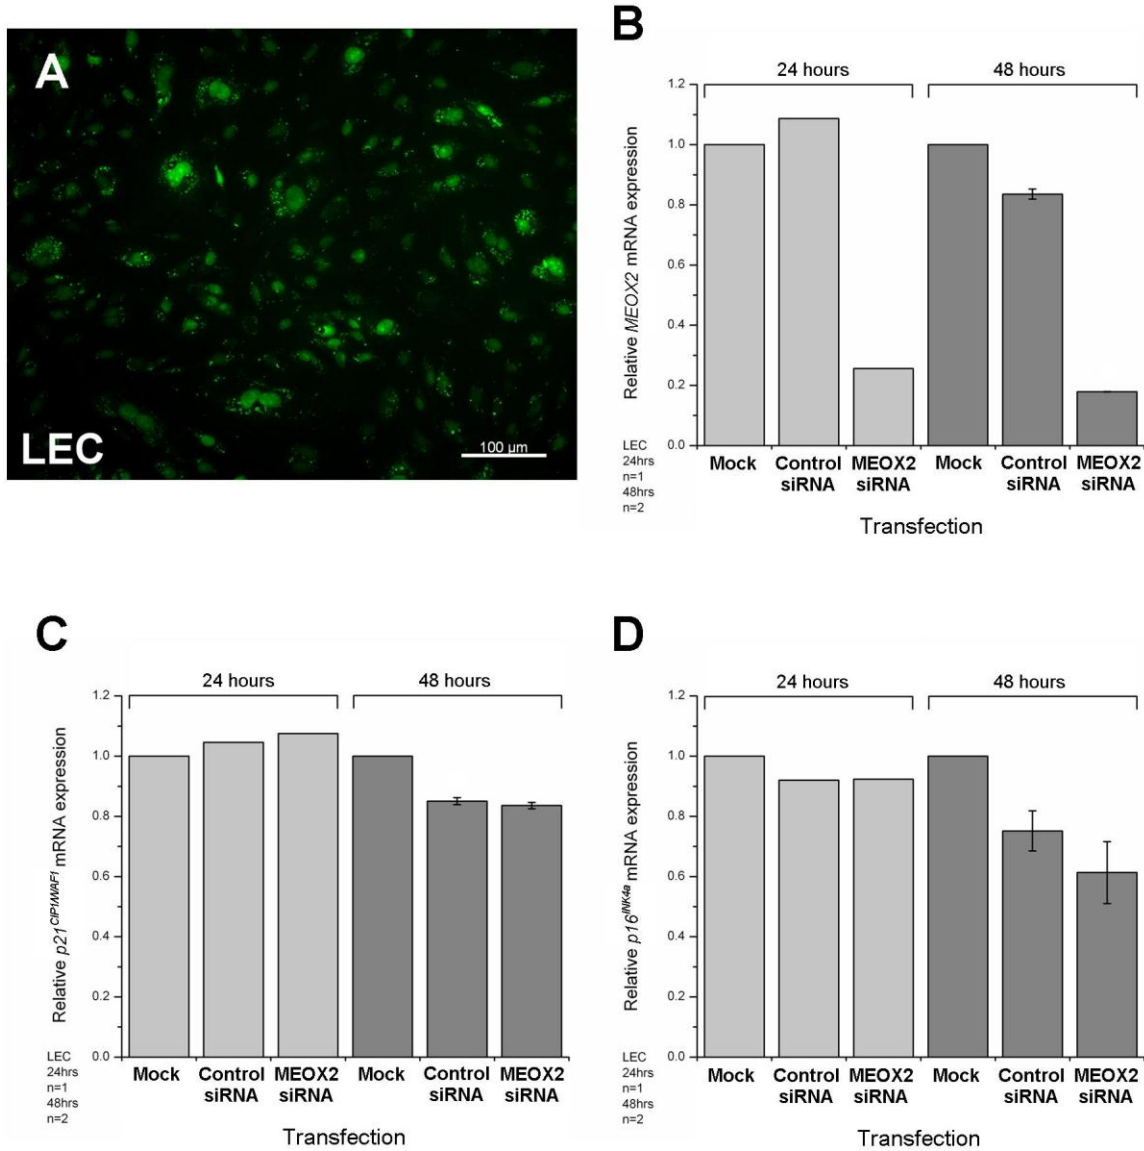 A
LEC
100 µm
B
24 hours 48 hours
1.2
1.0
0.8
0.6
0.4
0.2
0.0
Relative MEOX2 mRNA expression
Mock Control siRNA MEOX2 siRNA Mock Control siRNA MEOX2 siRNA
LEC
24hrs
n=1
48hrs
n=2
Transfection
C
24 hours 48 hours
1.2
1.0
0.8
0.6
0.4
0.2
0.0
Relative p21CIP1/WAF1 mRNA expression
Mock Control siRNA MEOX2 siRNA Mock Control siRNA MEOX2 siRNA
LEC
24hrs
n=1
48hrs
n=2
Transfection
D
24 hours 48 hours
1.2
1.0
0.8
0.6
0.4
0.2
0.0
Relative p16INK4a mRNA expression
Mock Control siRNA MEOX2 siRNA Mock Control siRNA MEOX2 siRNA
LEC
24hrs
n=1
48hrs
n=2
Transfection